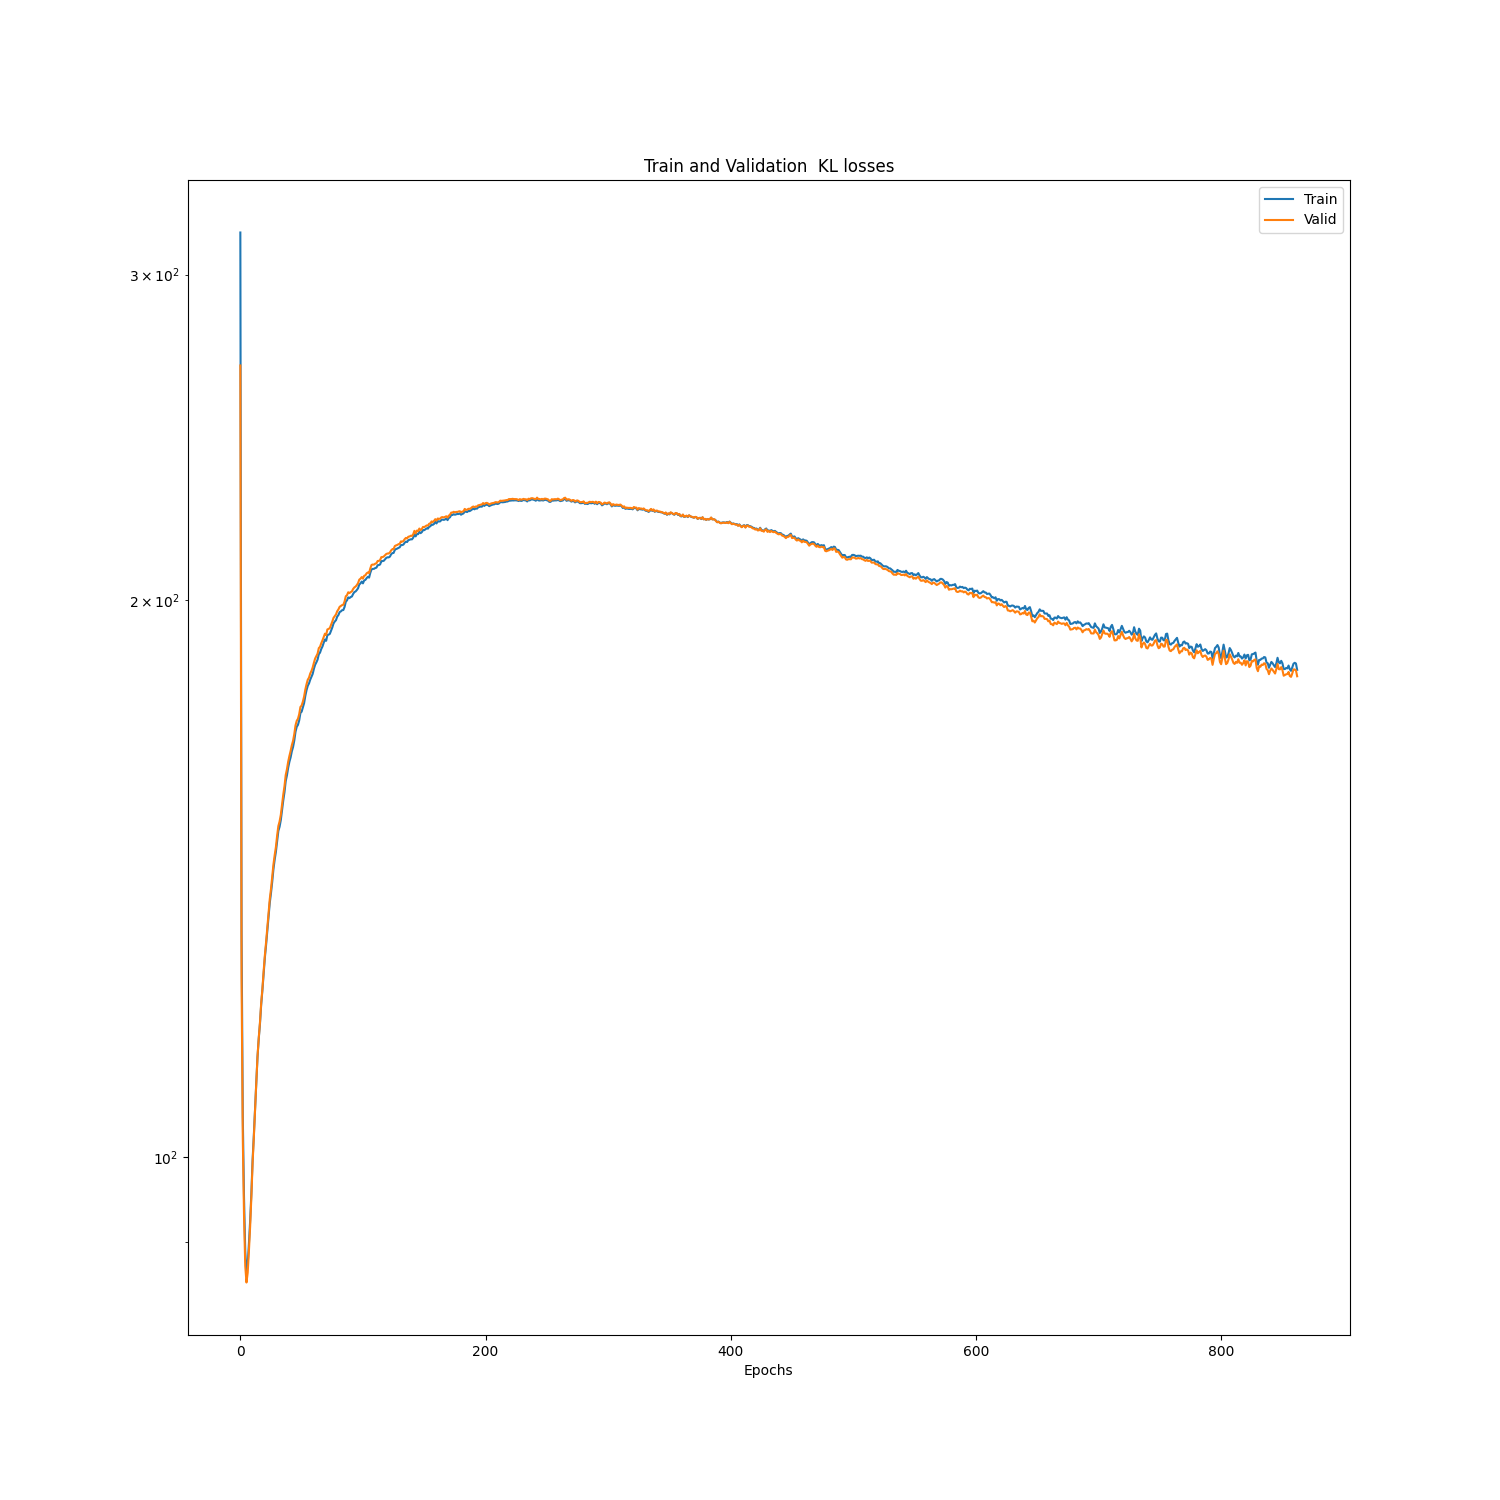 Train and Validation  KL losses
Train
Valid
3 × 10²
2 × 10²
10²
0 200 400 600 800
Epochs